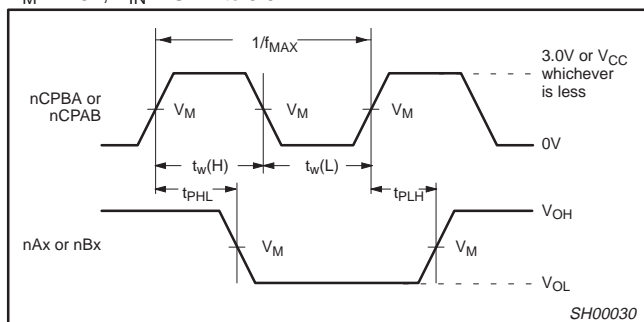 1/fMAX
3.0V or VCC
whichever
is less
nCPBA or
nCPAB
VM
VM
VM
0V
tw(H)
tw(L)
tPHL
tPLH
VOH
nAx or nBx
VM
VM
VOL
SH00030